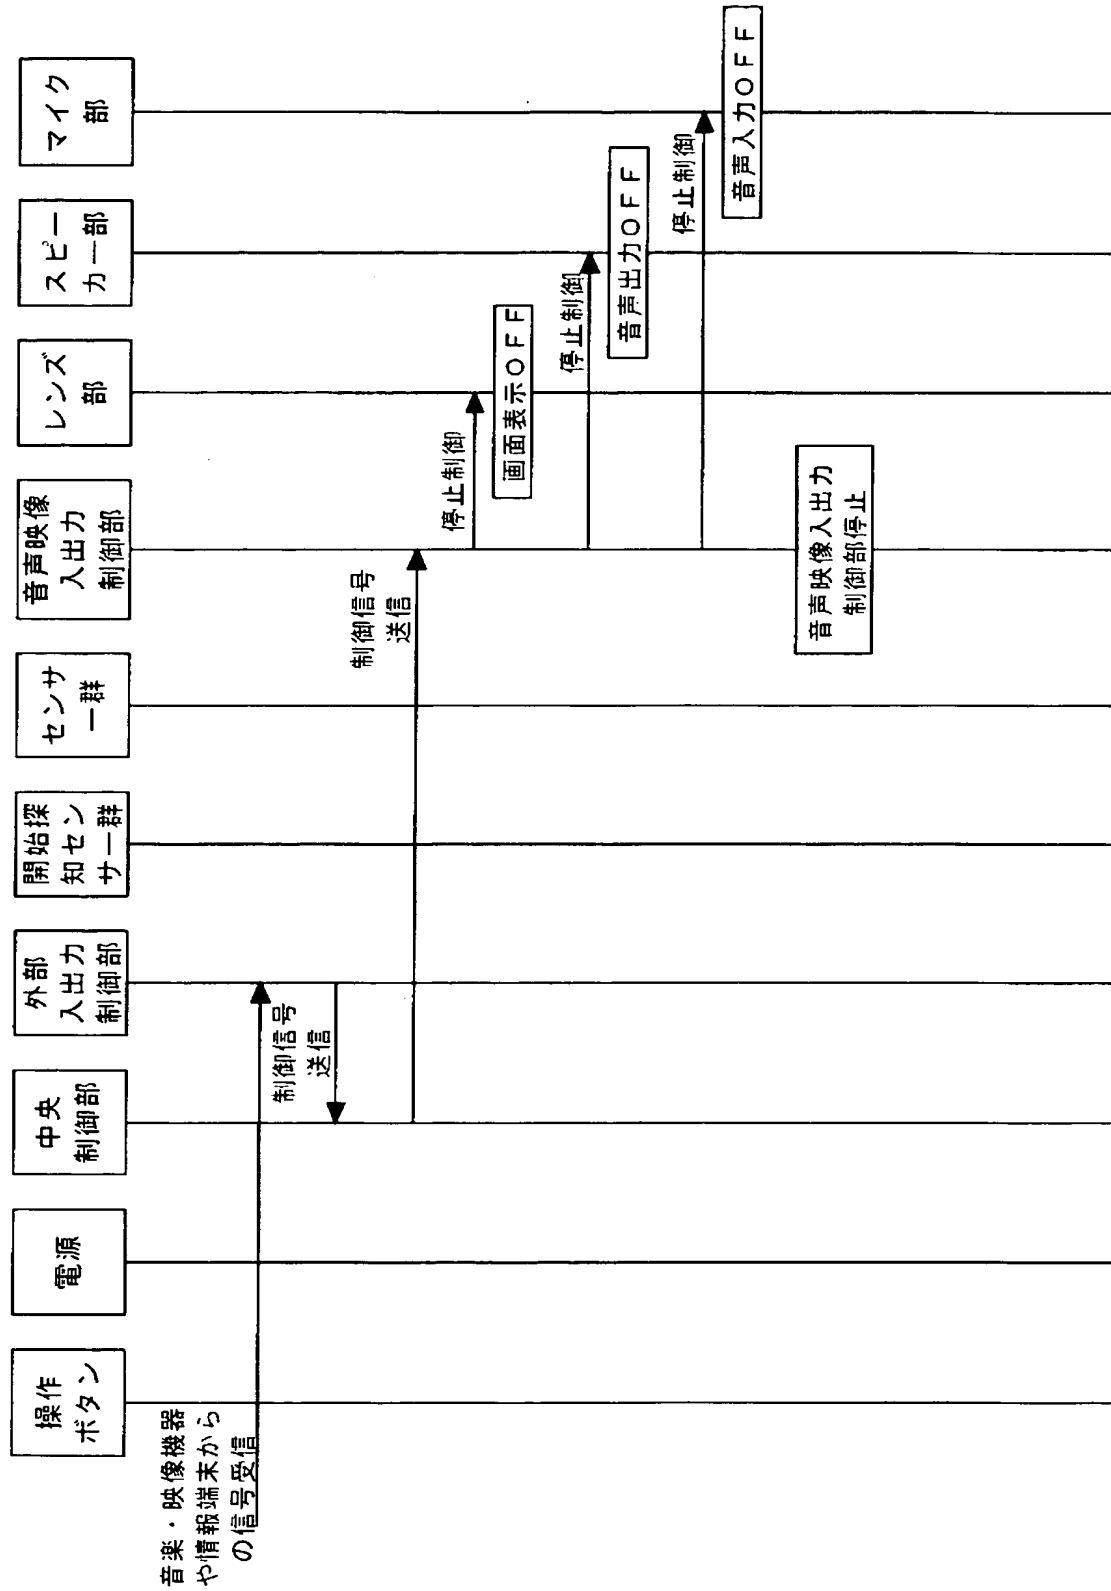 操作
ボタン
電源
中央
制御部
外部
入出力
制御部
開始探
知セン
サー群
センサ
ー群
音声映像
入出力
制御部
レンズ
部
スピー
カー部
マイク
部
音楽・映像機器
や情報端末から
の信号受信
制御信号
送信
制御信号
送信
停止制御
画面表示OFF
停止制御
音声出力OFF
停止制御
音声入力OFF
音声映像入出力
制御部停止